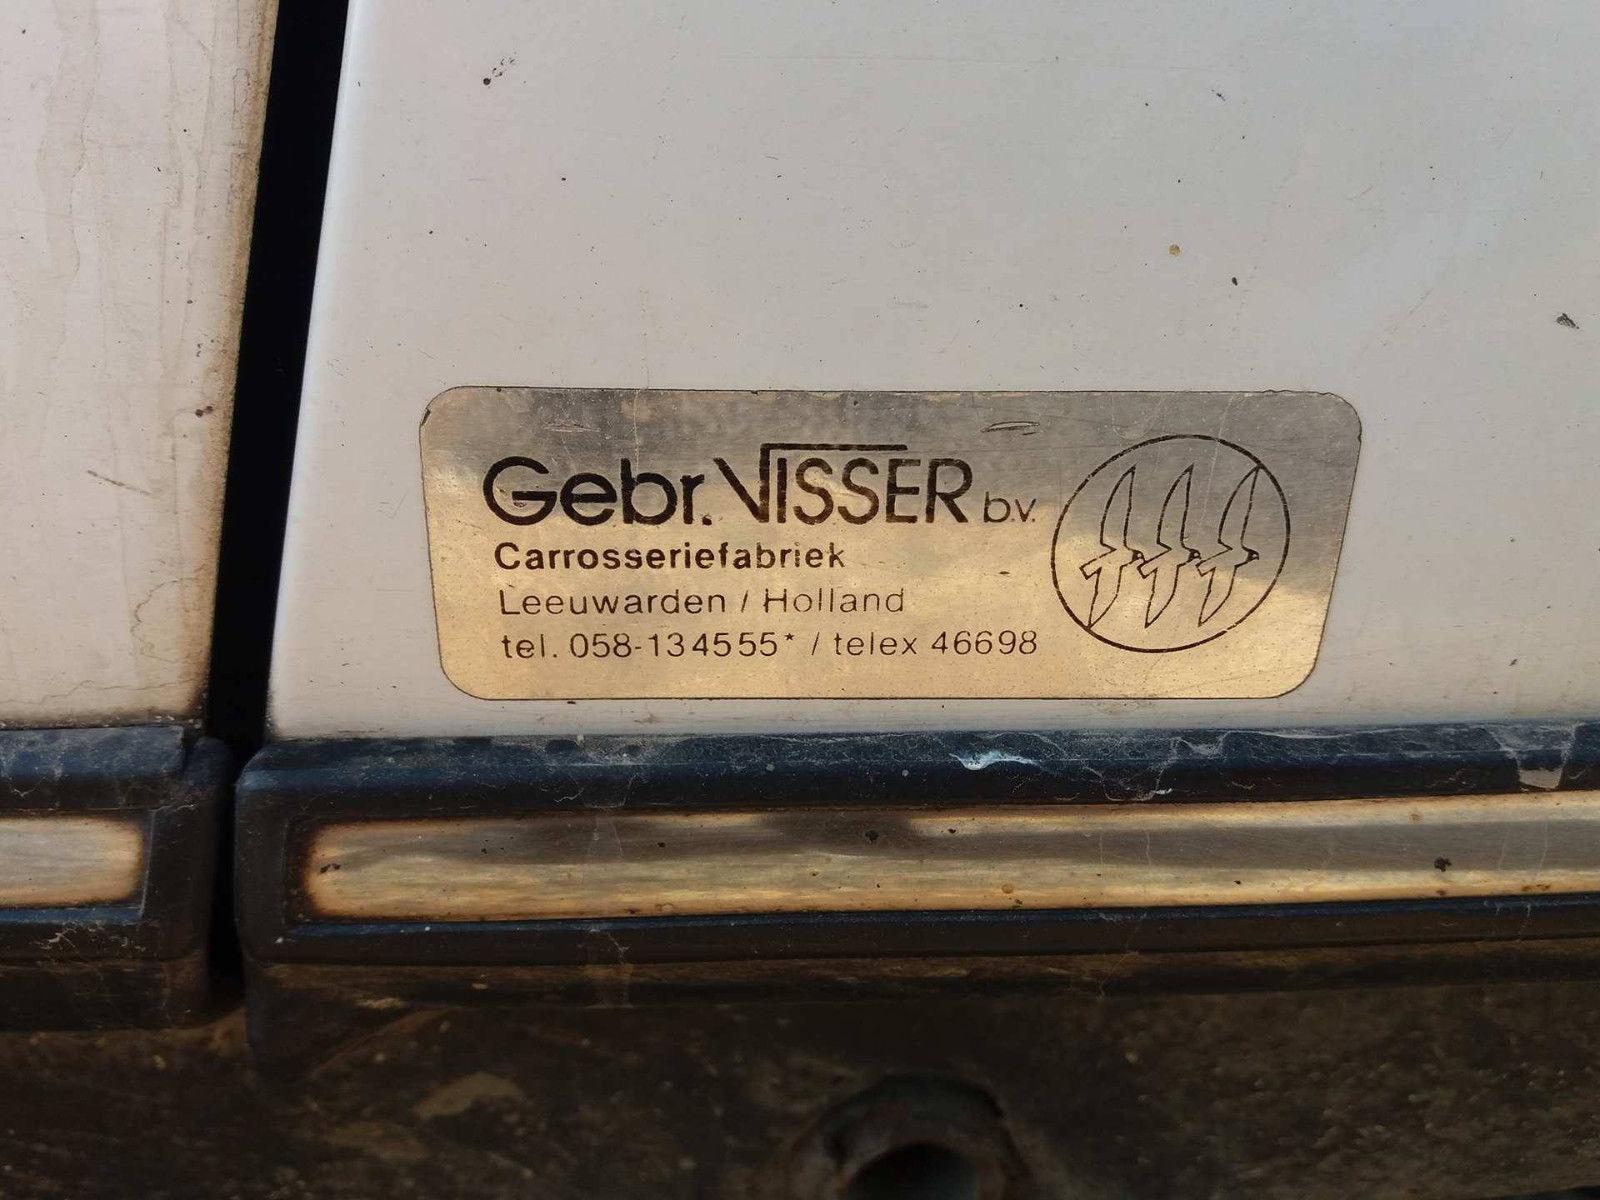 Gebr. VISSER b.v.
Carrosseriefabriek
Leeuwarden / Holland
tel. 058-134555* / telex 46698